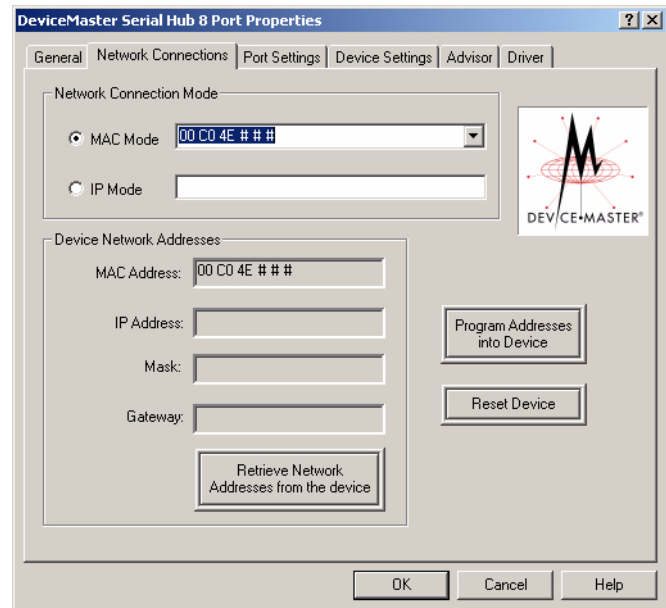 DeviceMaster Serial Hub 8 Port Properties
? X
General Network Connections Port Settings Device Settings Advisor Driver
Network Connection Mode
MAC Mode 00 C0 4E # # #
IP Mode
DEVICE•MASTER®
Device Network Addresses
MAC Address: 00 C0 4E # # #
IP Address:
Mask:
Gateway:
Program Addresses
into Device
Reset Device
Retrieve Network
Addresses from the device
OK Cancel Help